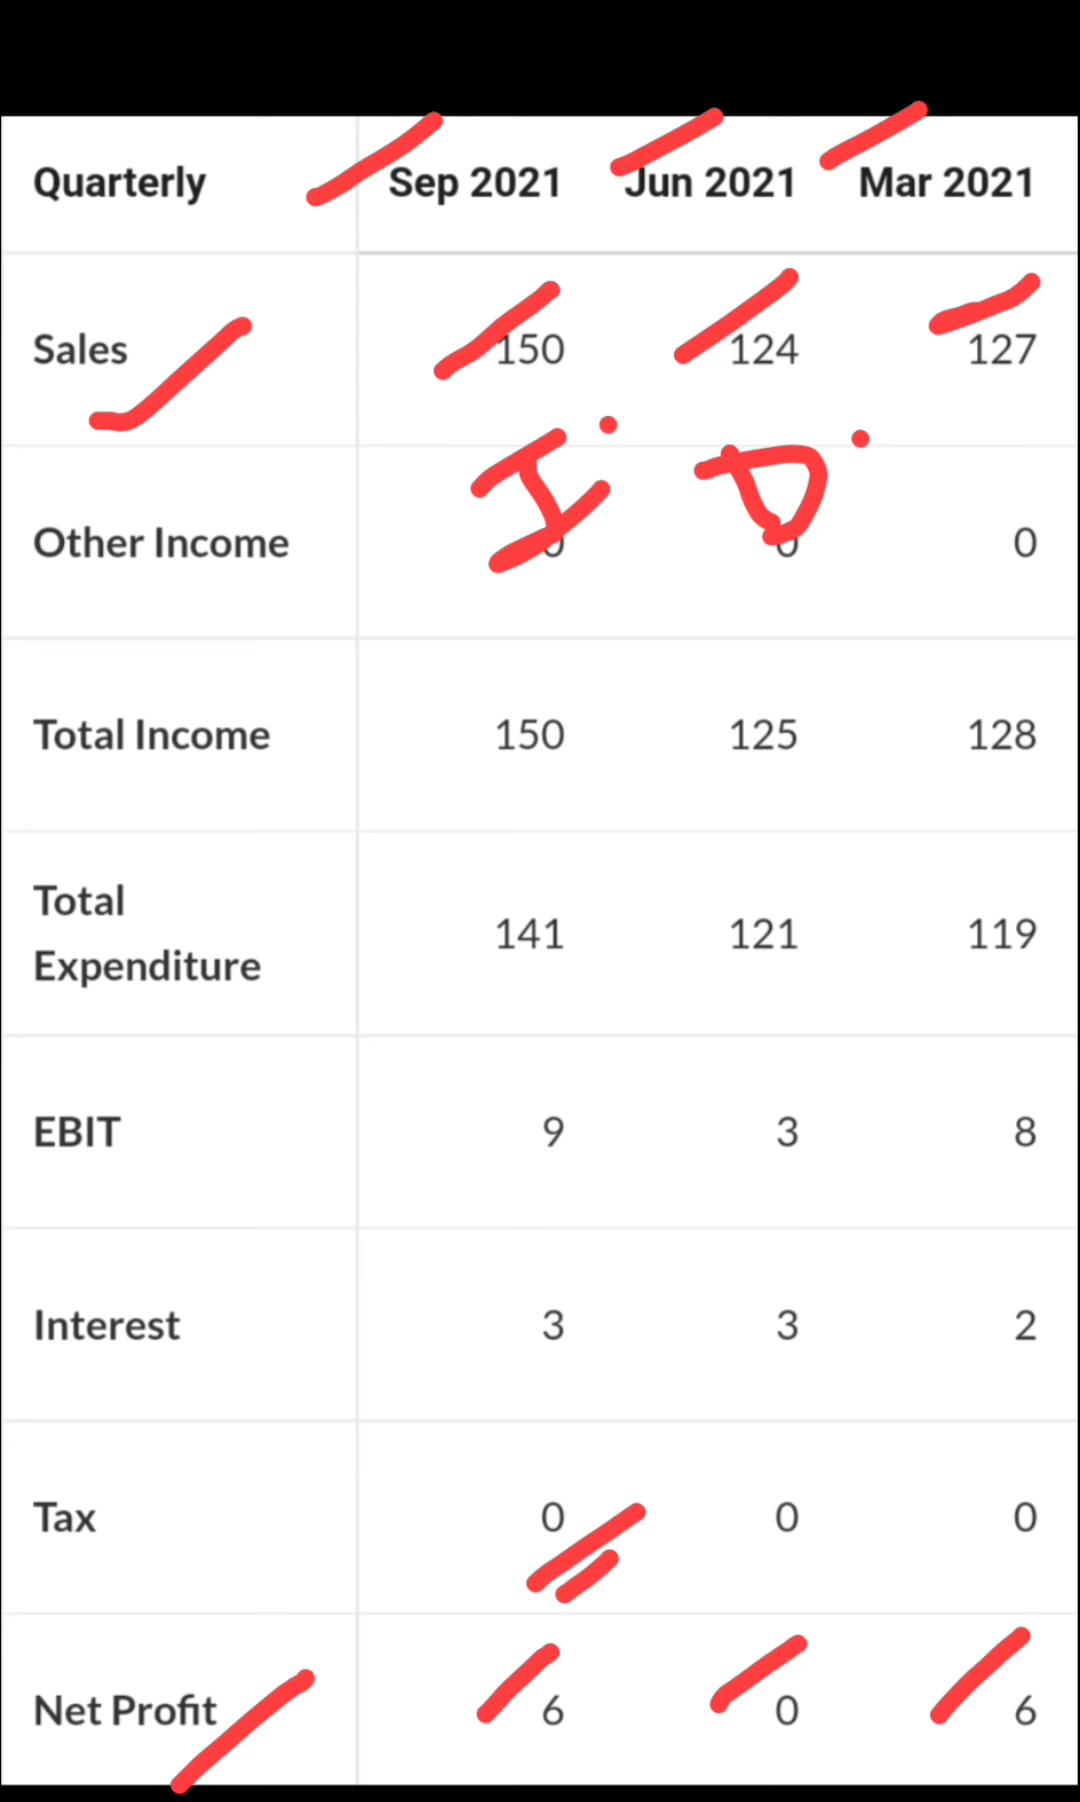 Quarterly Sep 2021 Jun 2021 Mar 2021
Sales 150 124 127
I. D.
Other Income 0 0 0
Total Income 150 125 128
Total
Expenditure 141 121 119
EBIT 9 3 8
Interest 3 3 2
Tax 0 0 0
Net Profit 6 0 6